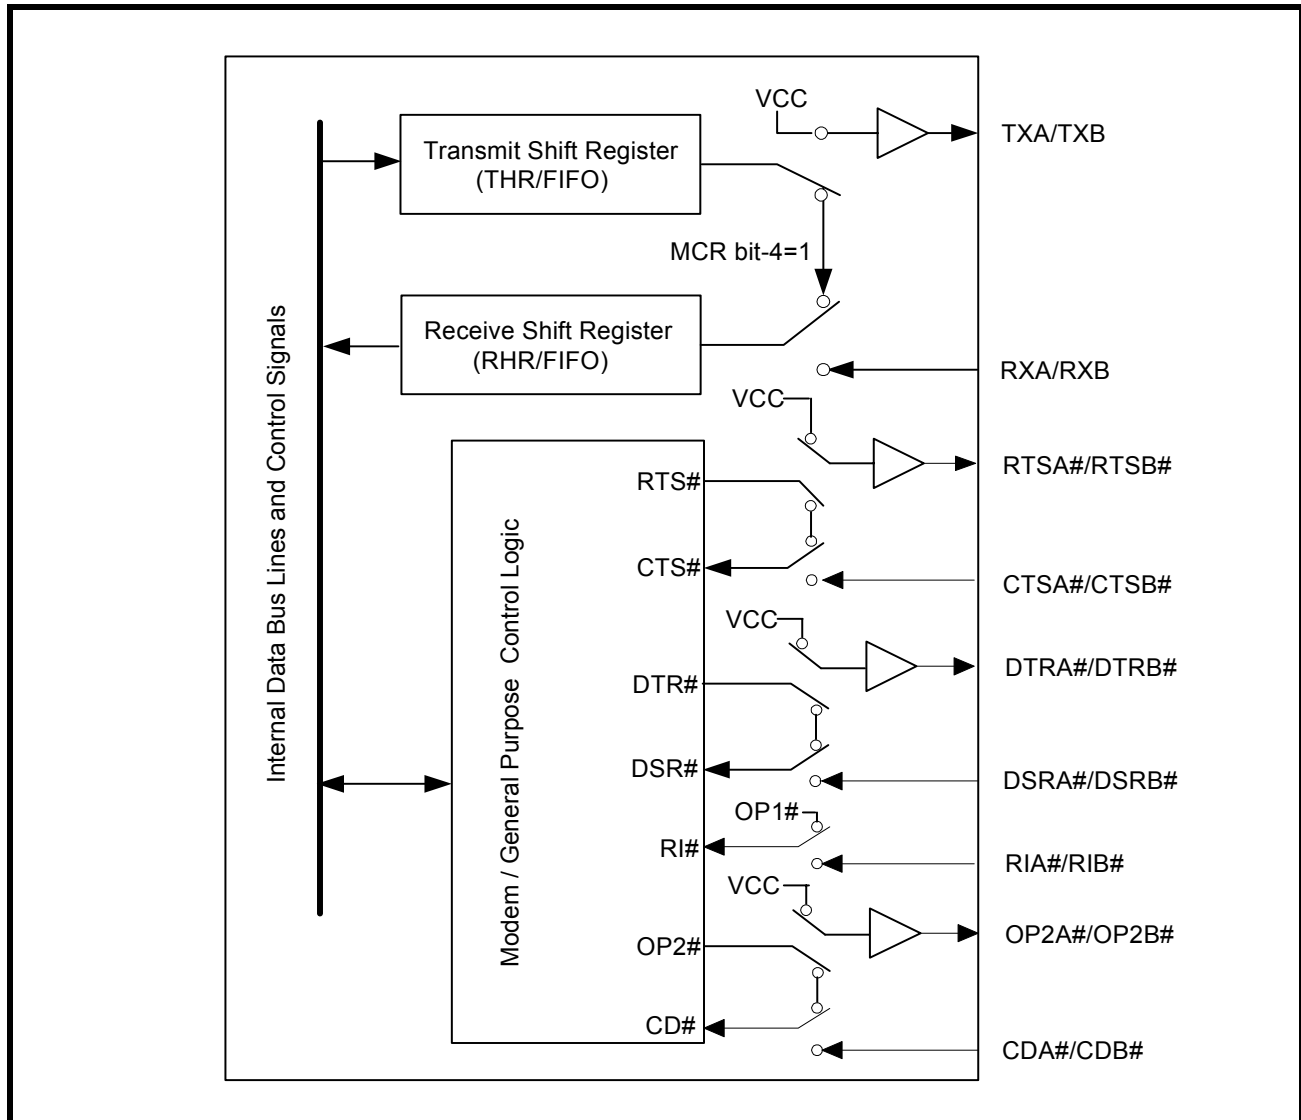 VCC
TXA/TXB
Transmit Shift Register
(THR/FIFO)
MCR bit-4=1
Receive Shift Register
(RHR/FIFO)
RXA/RXB
Internal Data Bus Lines and Control Signals
VCC
RTSA#/RTSB#
RTS#
CTS#
CTSA#/CTSB#
Modem / General Purpose Control Logic
VCC
DTRA#/DTRB#
DTR#
DSR#
DSRA#/DSRB#
OP1#
RI#
RIA#/RIB#
VCC
OP2A#/OP2B#
OP2#
CD#
CDA#/CDB#